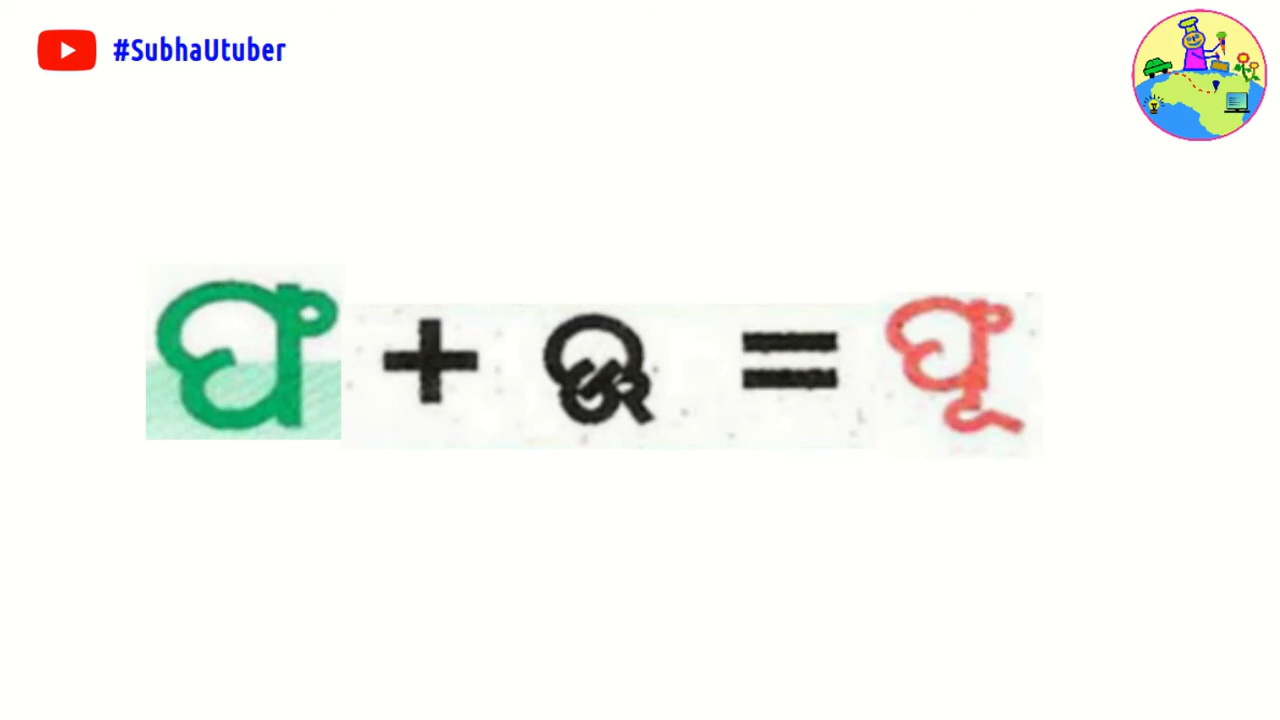 #SubhaUtuber
ଫ + ଊ = ଫୂ